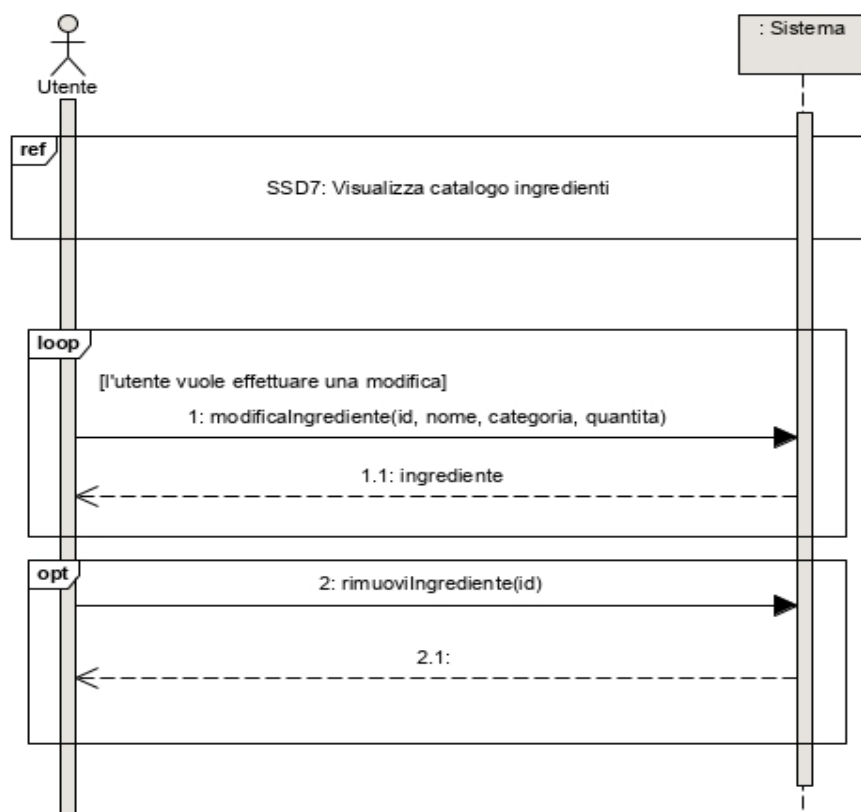 : Sistema
Utente
ref
SSD7: Visualizza catalogo ingredienti
loop
[l'utente vuole effettuare una modifica]
1: modificaIngrediente(id, nome, categoria, quantita)
1.1: ingrediente
opt
2: rimuoviIngrediente(id)
2.1: